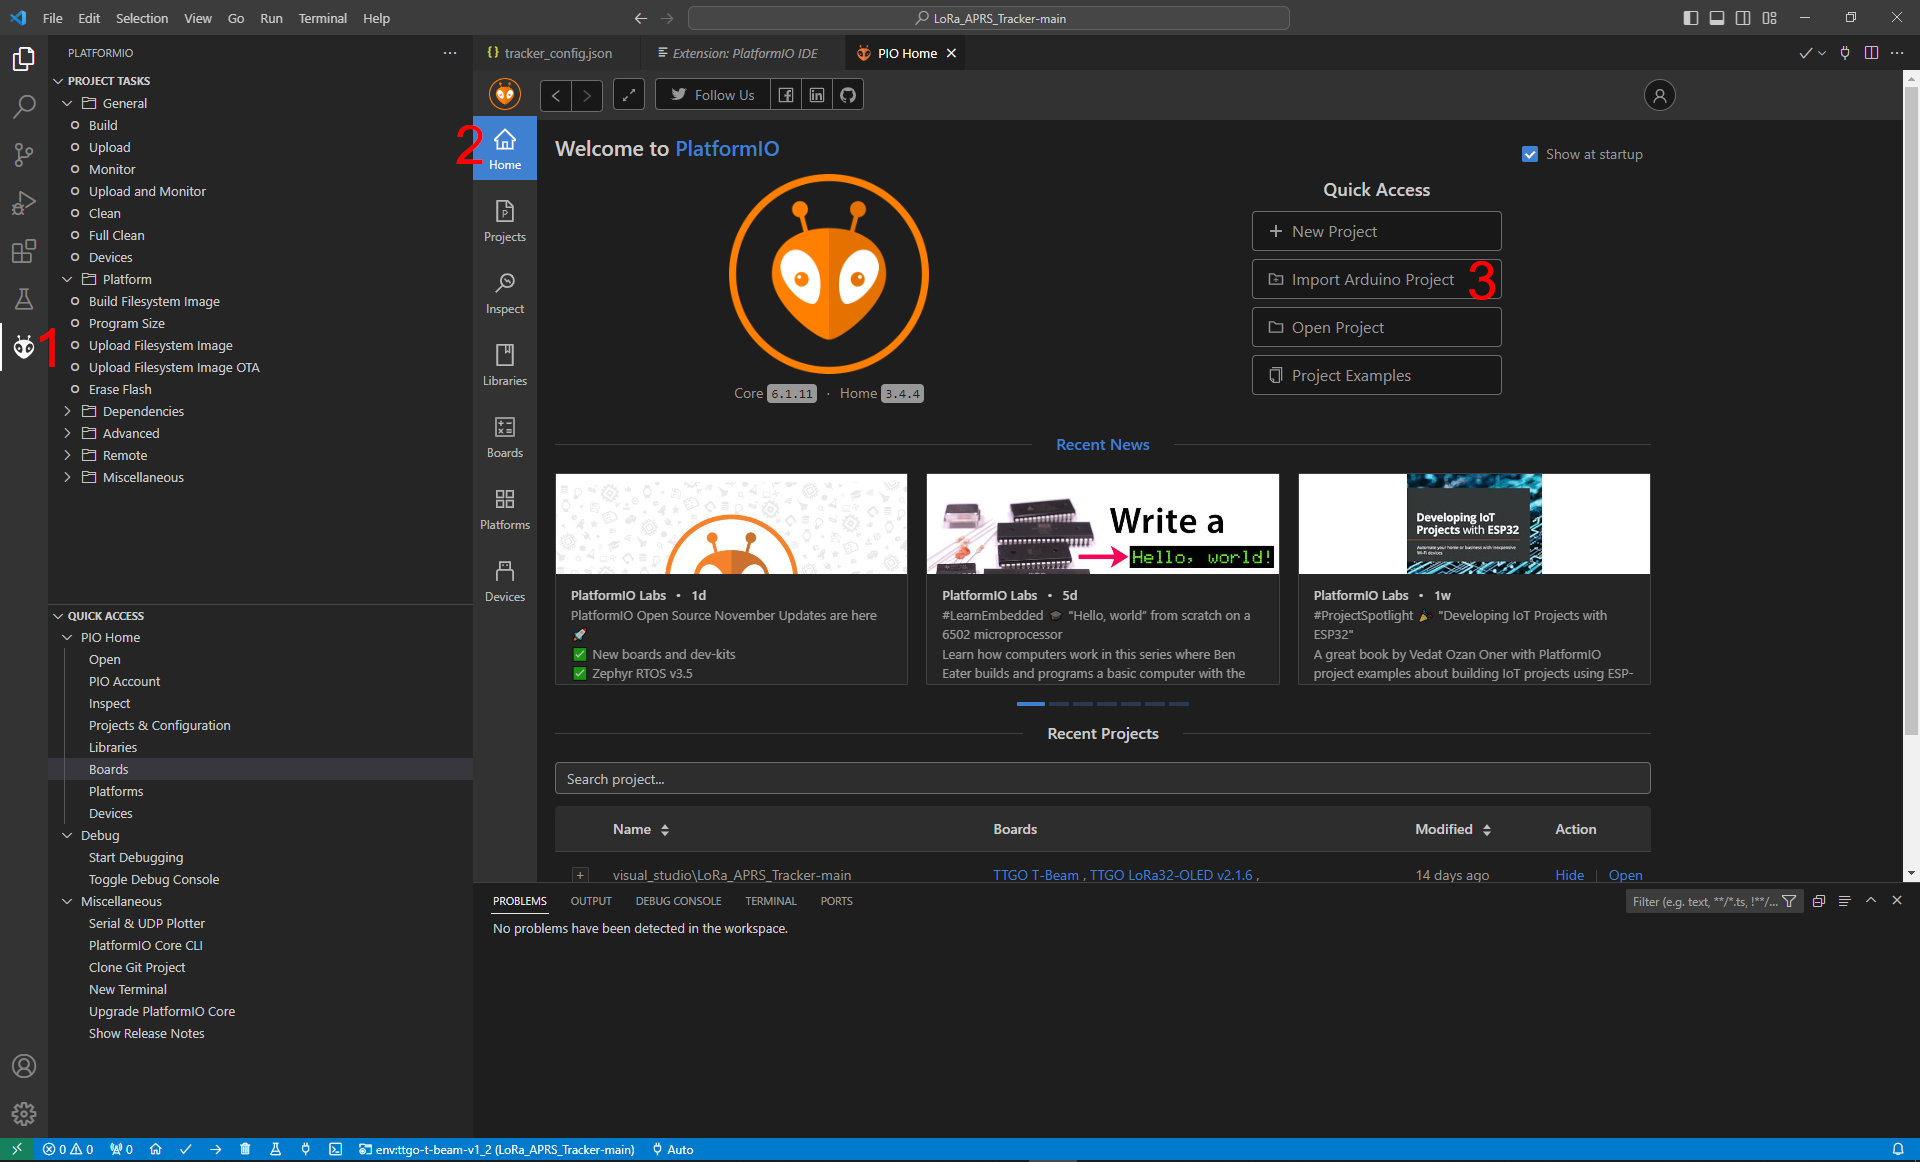 File Edit Selection View Go Run Terminal Help
LoRa_APRS_Tracker-main
PLATFORMIO
PROJECT TASKS
General
Build
Upload
Monitor
Upload and Monitor
Clean
Full Clean
Devices
Platform
Build Filesystem Image
Program Size
Upload Filesystem Image
Upload Filesystem Image OTA
Erase Flash
Dependencies
Advanced
Remote
Miscellaneous
1
QUICK ACCESS
PIO Home
Open
PIO Account
Inspect
Projects & Configuration
Libraries
Boards
Platforms
Devices
Debug
Start Debugging
Toggle Debug Console
Miscellaneous
Serial & UDP Plotter
PlatformIO Core CLI
Clone Git Project
New Terminal
Upgrade PlatformIO Core
Show Release Notes
tracker_config.json
Extension: PlatformIO IDE
PIO Home
Follow Us
2
Home
Projects
Inspect
Libraries
Boards
Platforms
Devices
Welcome to PlatformIO
Show at startup
Core 6.1.11 · Home 3.4.4
Quick Access
New Project
Import Arduino Project 3
Open Project
Project Examples
Recent News
PlatformIO Labs • 1d
PlatformIO Open Source November Updates are here
🚀
✅ New boards and dev-kits
✅ Zephyr RTOS v3.5
Write a
Hello, world!
PlatformIO Labs • 5d
#LearnEmbedded 🎓 "Hello, world" from scratch on a
6502 microprocessor
Learn how computers work in this series where Ben
Eater builds and programs a basic computer with the
Developing IoT
Projects with ESP32
Automate your home or business with inexpensive
Wi-Fi devices
PlatformIO Labs • 1w
#ProjectSpotlight 🎉 "Developing IoT Projects with
ESP32"
A great book by Vedat Ozan Oner with PlatformIO
project examples about building IoT projects using ESP-
Recent Projects
Search project...
Name Boards Modified Action
visual_studio\LoRa_APRS_Tracker-main TTGO T-Beam , TTGO LoRa32-OLED v2.1.6 , 14 days ago Hide Open
PROBLEMS OUTPUT DEBUG CONSOLE TERMINAL PORTS
Filter (e.g. text, **/*.ts, !**/...
No problems have been detected in the workspace.
0 0 0 env:ttgo-t-beam-v1_2 (LoRa_APRS_Tracker-main) Auto